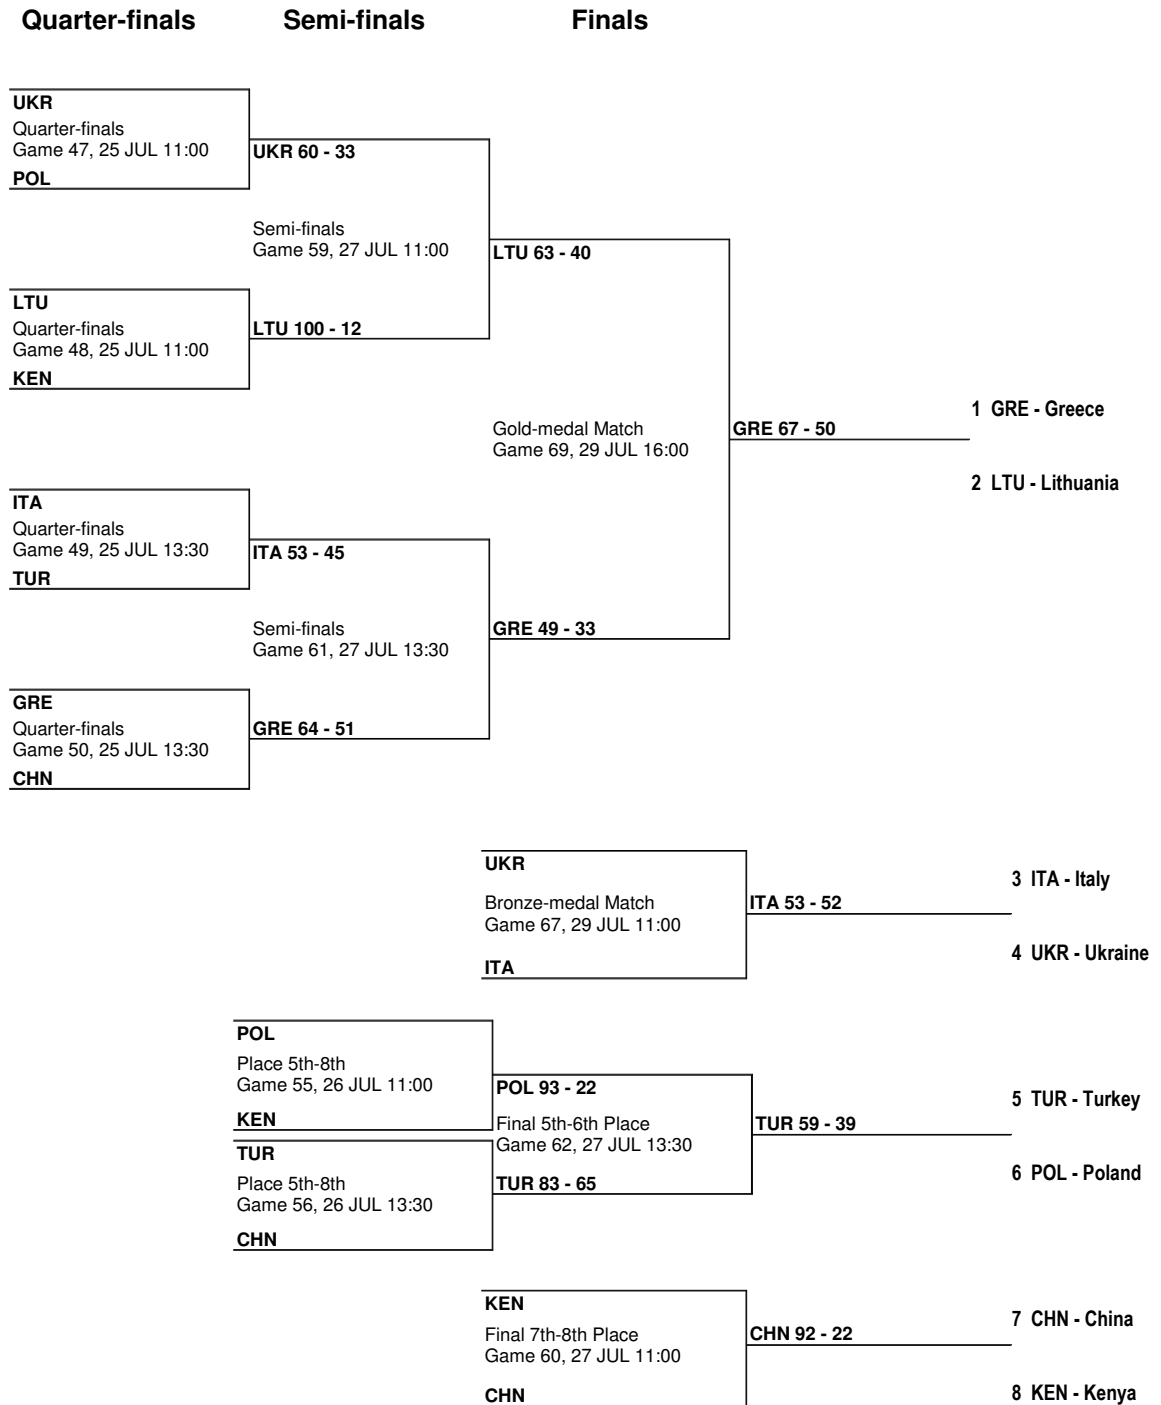 Quarter-finals Semi-finals Finals
UKR
Quarter-finals
Game 47, 25 JUL 11:00
POL
UKR 60 - 33
Semi-finals
Game 59, 27 JUL 11:00
LTU 63 - 40
LTU
Quarter-finals
Game 48, 25 JUL 11:00
KEN
LTU 100 - 12
Gold-medal Match
Game 69, 29 JUL 16:00
GRE 67 - 50
1 GRE - Greece
2 LTU - Lithuania
ITA
Quarter-finals
Game 49, 25 JUL 13:30
TUR
ITA 53 - 45
Semi-finals
Game 61, 27 JUL 13:30
GRE 49 - 33
GRE
Quarter-finals
Game 50, 25 JUL 13:30
CHN
GRE 64 - 51
UKR
Bronze-medal Match
Game 67, 29 JUL 11:00
ITA
ITA 53 - 52
3 ITA - Italy
4 UKR - Ukraine
POL
Place 5th-8th
Game 55, 26 JUL 11:00
KEN
POL 93 - 22
Final 5th-6th Place
Game 62, 27 JUL 13:30
TUR 59 - 39
5 TUR - Turkey
6 POL - Poland
TUR
Place 5th-8th
Game 56, 26 JUL 13:30
CHN
TUR 83 - 65
KEN
Final 7th-8th Place
Game 60, 27 JUL 11:00
CHN
CHN 92 - 22
7 CHN - China
8 KEN - Kenya